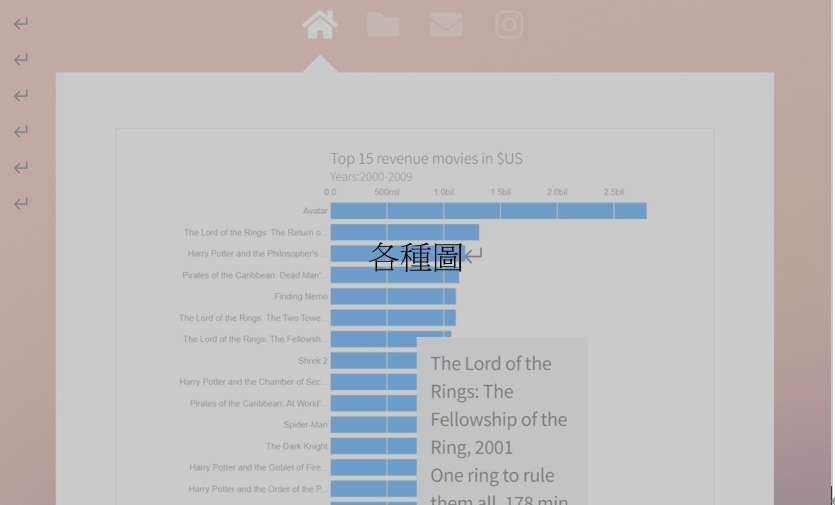 Top 15 revenue movies in $US
Years:2000-2009
0.0 500mil 1.0bil 1.5bil 2.0bil 2.5bil
Avatar
The Lord of the Rings: The Return o...
Harry Potter and the Philosopher's ...
各種圖
Pirates of the Caribbean: Dead Man'...
Finding Nemo
The Lord of the Rings: The Two Towe...
The Lord of the Rings: The Fellowsh...
Shrek 2
Harry Potter and the Chamber of Sec...
Pirates of the Caribbean: At World'...
Spider-Man
The Dark Knight
Harry Potter and the Goblet of Fire...
Harry Potter and the Order of the P...
The Lord of the
Rings: The
Fellowship of the
Ring, 2001
One ring to rule
them all, 178 min